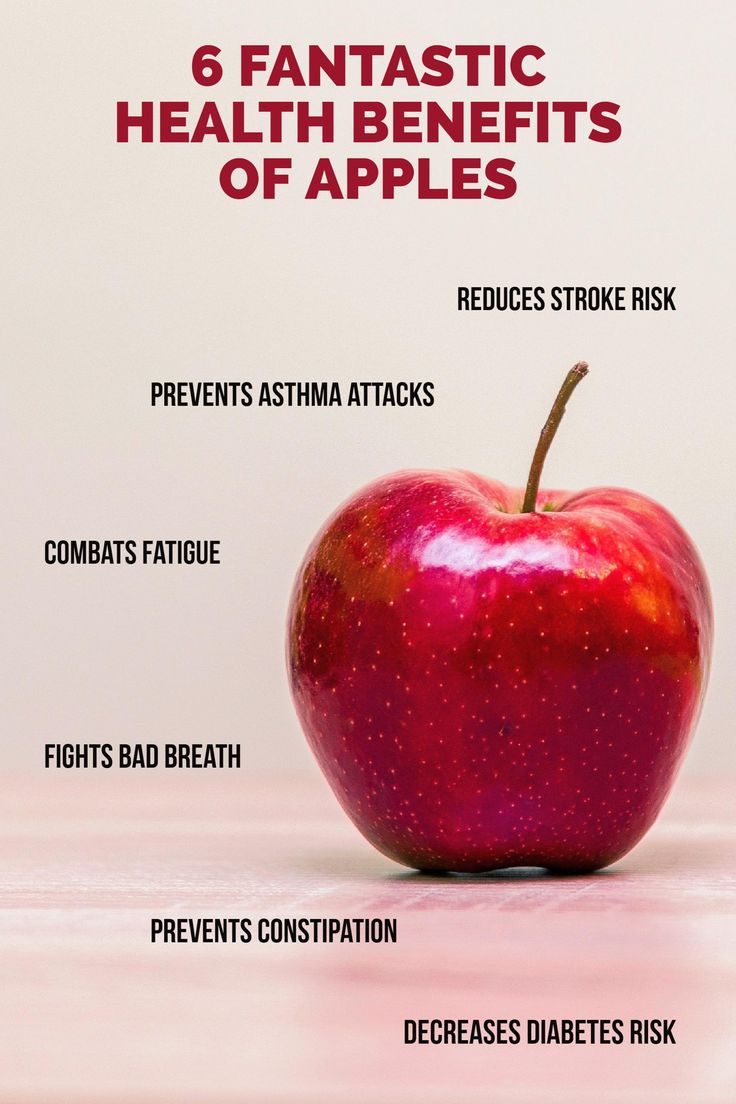 6 FANTASTIC
HEALTH BENEFITS
OF APPLES
REDUCES STROKE RISK
PREVENTS ASTHMA ATTACKS
COMBATS FATIGUE
FIGHTS BAD BREATH
PREVENTS CONSTIPATION
DECREASES DIABETES RISK